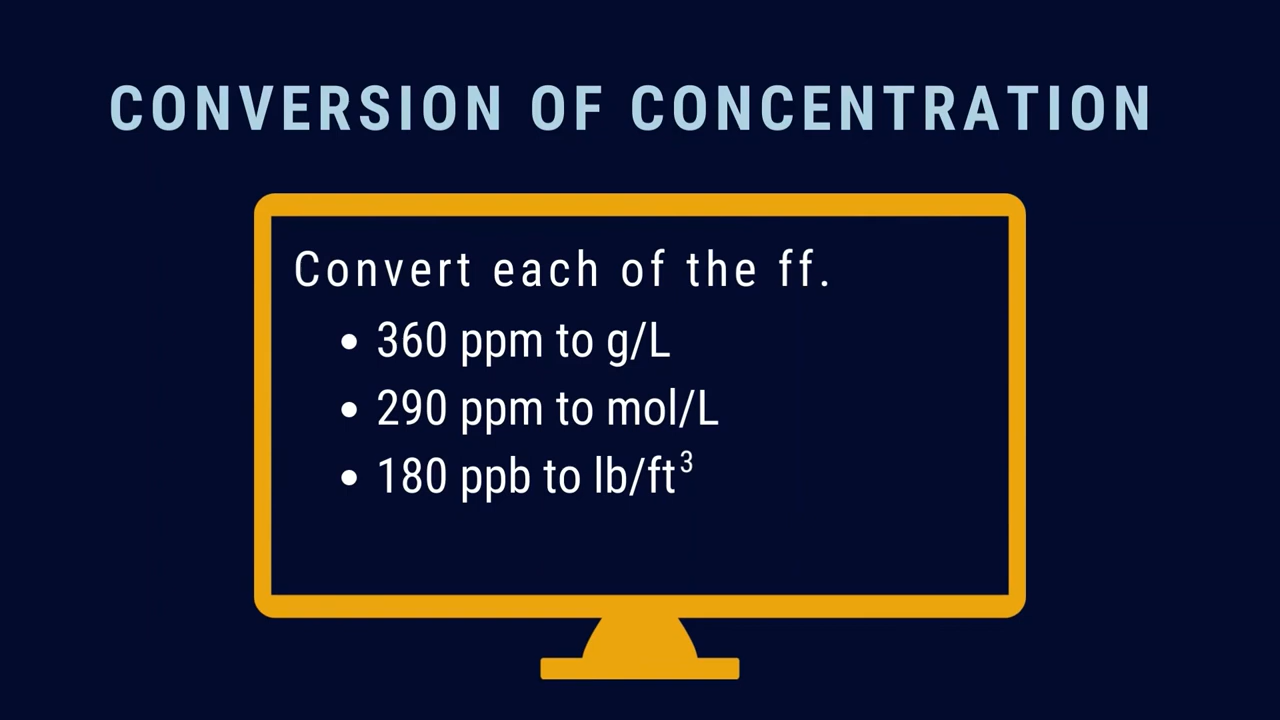 CONVERSION OF CONCENTRATION
Convert each of the ff.
• 360 ppm to g/L
• 290 ppm to mol/L
• 180 ppb to lb/ft³